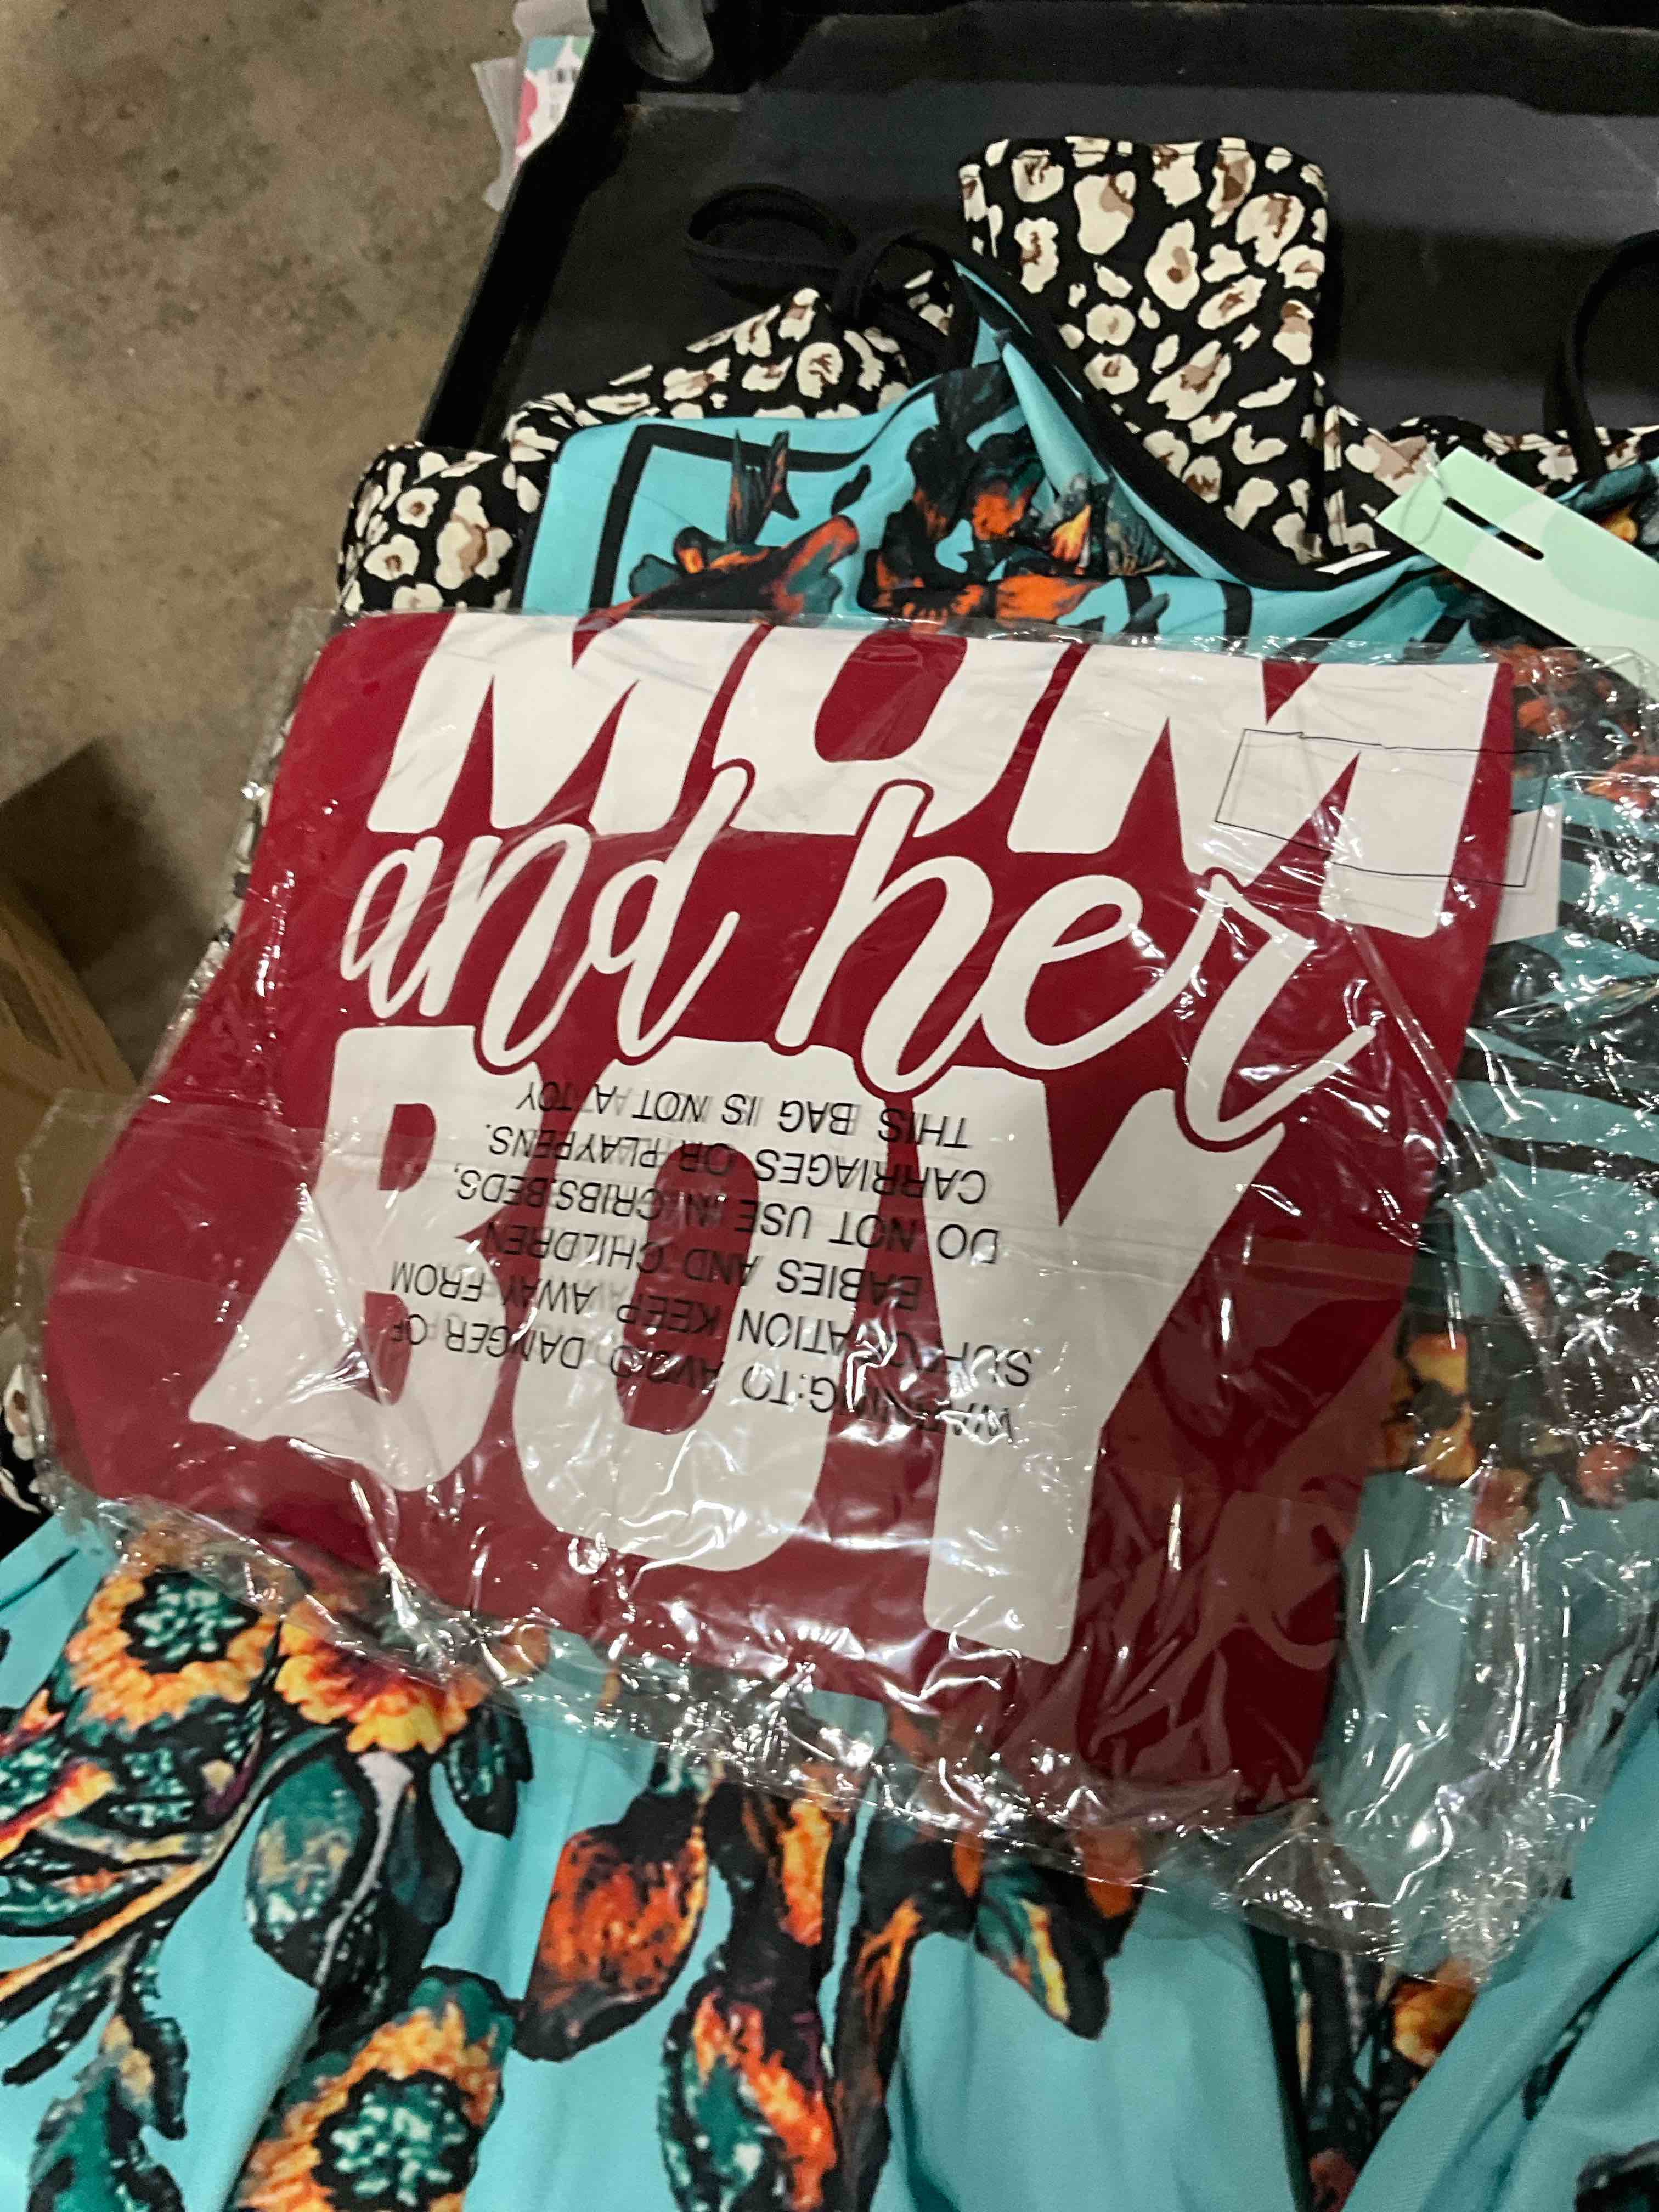 MOM
and her
BOY
WARNING:TO AVOID DANGER OF
SUFFOCATION KEEP AWAY FROM
BABIES AND CHILDREN
DO NOT USE IN CRIBS.BEDS,
CARRIAGES OR PLAYPENS.
THIS BAG IS NOT A TOY